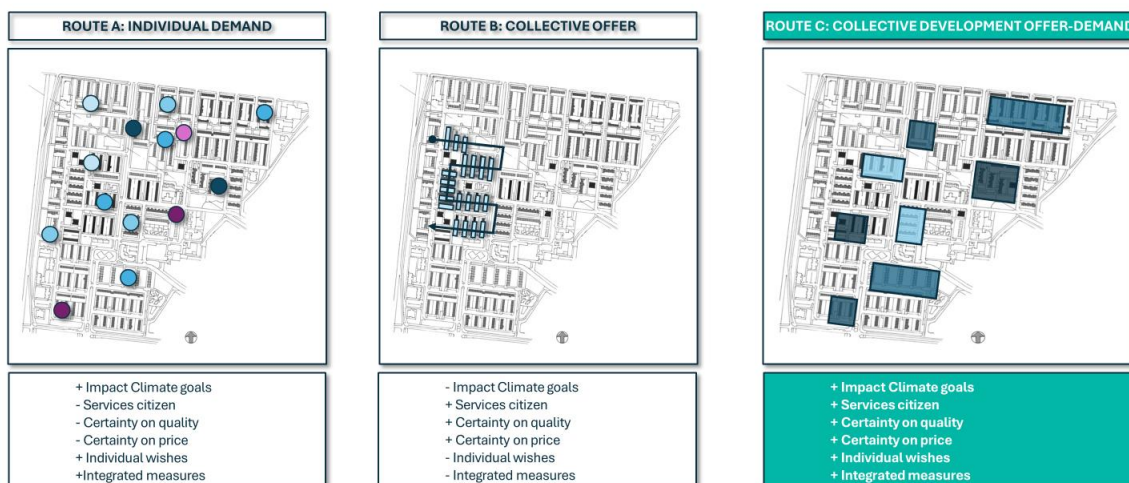 ROUTE A: INDIVIDUAL DEMAND
+ Impact Climate goals
- Services citizen
- Certainty on quality
- Certainty on price
+ Individual wishes
+Integrated measures
ROUTE B: COLLECTIVE OFFER
- Impact Climate goals
+ Services citizen
+ Certainty on quality
+ Certainty on price
- Individual wishes
- Integrated measures
ROUTE C: COLLECTIVE DEVELOPMENT OFFER-DEMAND
+ Impact Climate goals
+ Services citizen
+ Certainty on quality
+ Certainty on price
+ Individual wishes
+ Integrated measures